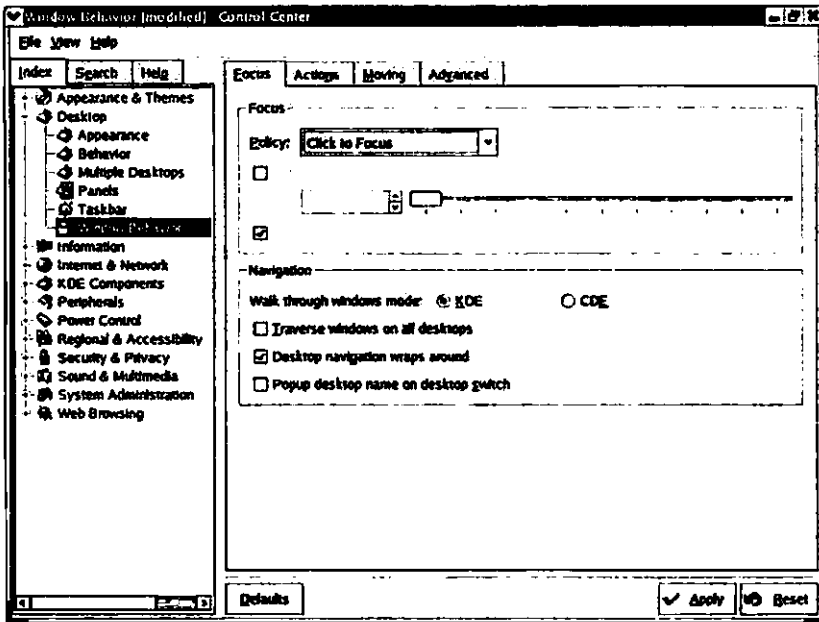 Window Behavior [modified] - Control Center
File View Help
Index Search Help
Appearance & Themes
Desktop
Appearance
Behavior
Multiple Desktops
Panels
Taskbar
Window Behavior
Information
Internet & Network
KDE Components
Peripherals
Power Control
Regional & Accessibility
Security & Privacy
Sound & Multimedia
System Administration
Web Browsing
Focus Actions Moving Advanced
Focus
Policy: Click to Focus
Navigation
Walk through windows mode: KDE CDE
Traverse windows on all desktops
Desktop navigation wraps around
Popup desktop name on desktop switch
Defaults Apply Reset